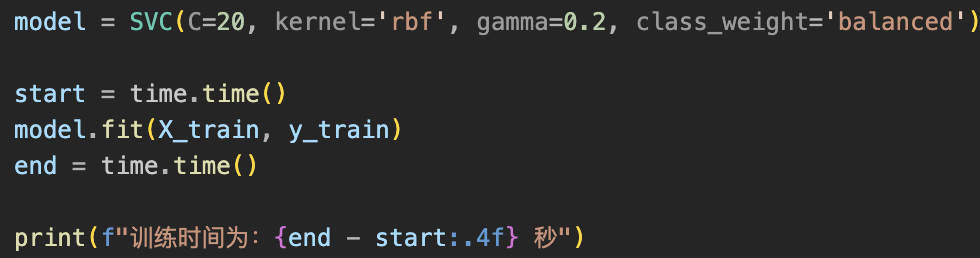 model = SVC(C=20, kernel='rbf', gamma=0.2, class_weight='balanced')
start = time.time()
model.fit(X_train, y_train)
end = time.time()
print(f"训练时间为：{end - start:.4f} 秒")